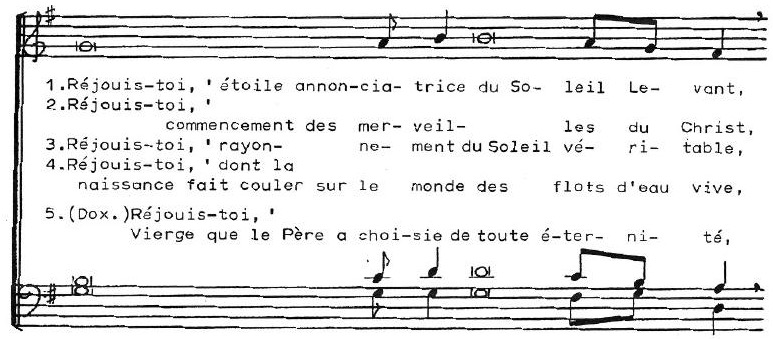 1.Réjouis-toi, ' étoile annon-cia- trice du So- leil Le- vant,
2.Réjouis-toi, '
commencement des mer- veil- les du Christ,
3.Réjouis-toi, ' rayon- ne- ment du Soleil vé- ri- table,
4.Réjouis-toi, ' dont la
naissance fait couler sur le monde des flots d'eau vive,
5.(Dox.)Réjouis-toi, '
Vierge que le Père a choi-sie de toute é-ter- ni- té,